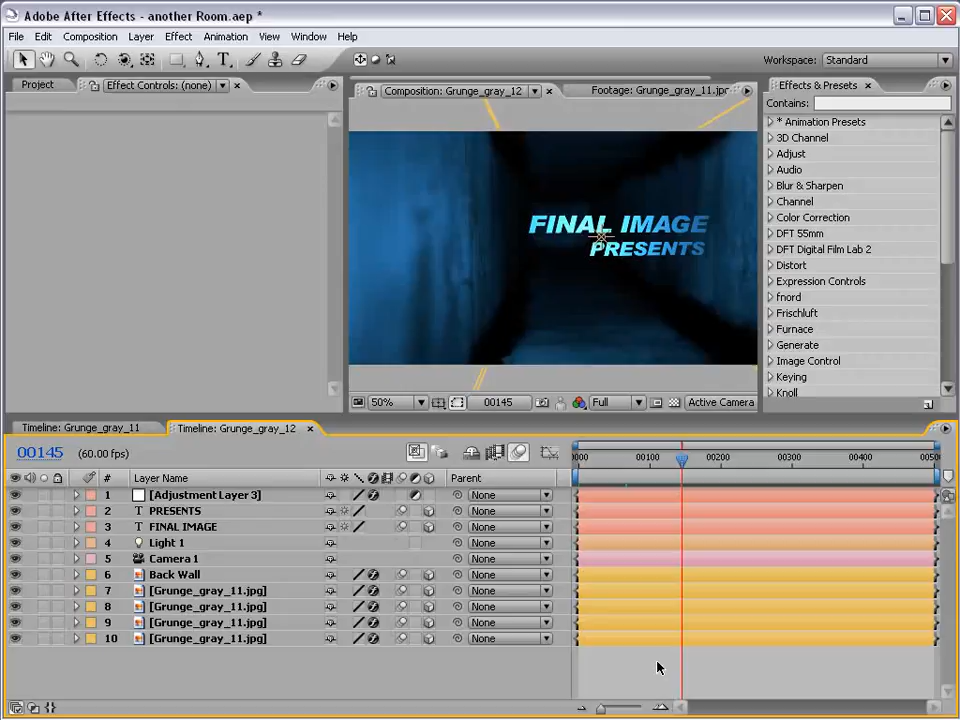 Adobe After Effects - another Room.aep *
File Edit Composition Layer Effect Animation View Window Help
Workspace: Standard
Project Effect Controls: (none)
Composition: Grunge_gray_12 Footage: Grunge_gray_11.jpg
Effects & Presets
Contains:
* Animation Presets
3D Channel
Adjust
Audio
Blur & Sharpen
Channel
Color Correction
DFT 55mm
DFT Digital Film Lab 2
Distort
Expression Controls
fnord
Frischluft
Furnace
Generate
Image Control
Keying
Knoll
FINAL IMAGE
PRESENTS
50% 00145 Full Active Camera
Timeline: Grunge_gray_11 Timeline: Grunge_gray_12
00145 (60.00 fps)
0000 00100 00200 00300 00400 0050
# Layer Name Parent
1 [Adjustment Layer 3] None
2 T PRESENTS None
3 T FINAL IMAGE None
4 Light 1 None
5 Camera 1 None
6 Back Wall None
7 [Grunge_gray_11.jpg] None
8 [Grunge_gray_11.jpg] None
9 [Grunge_gray_11.jpg] None
10 [Grunge_gray_11.jpg] None